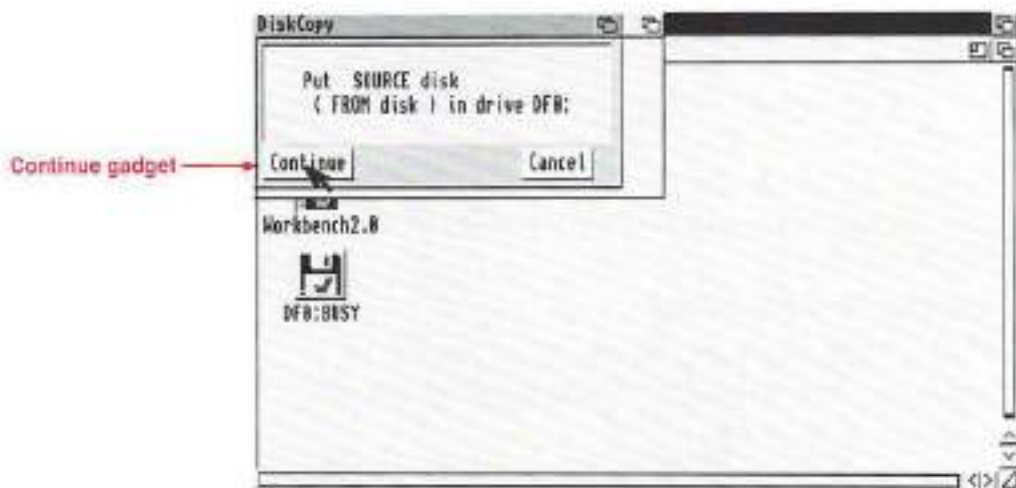 DiskCopy
Put SOURCE disk
( FROM disk ) in drive DF0:
Continue gadget
Continue
Cancel
Workbench2.0
DF0:BUSY